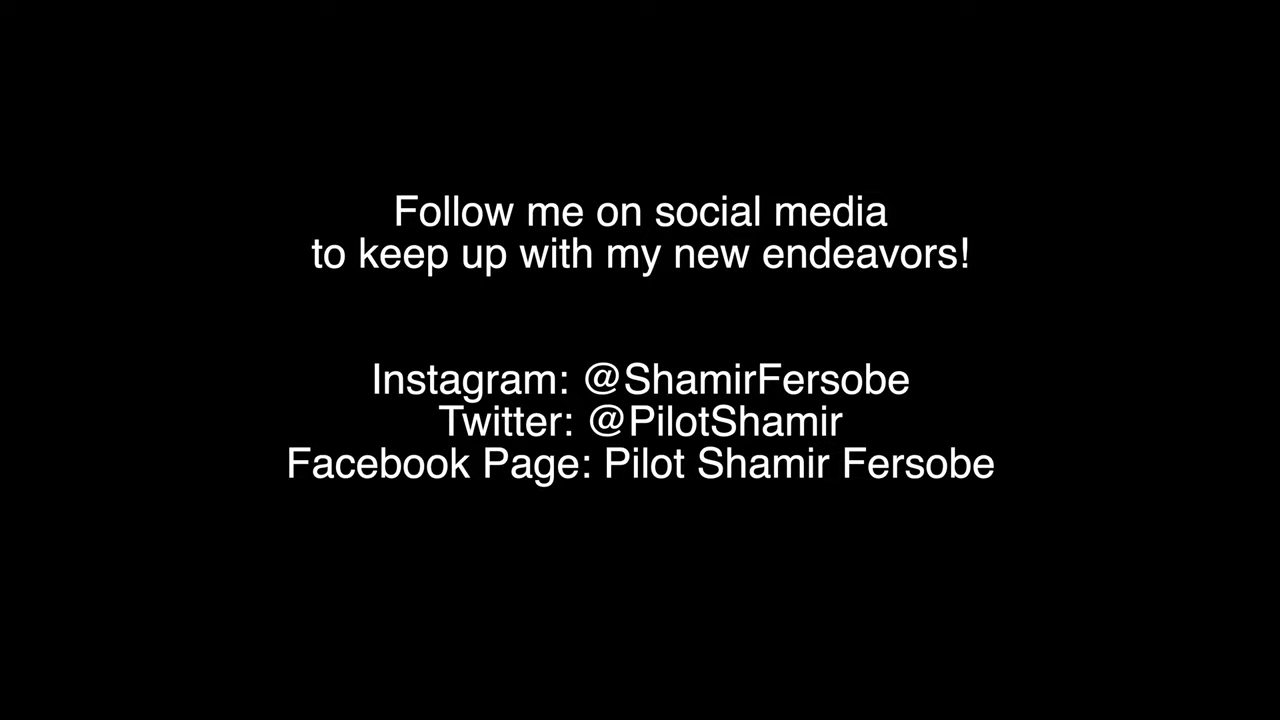 Follow me on social media
to keep up with my new endeavors!
Instagram: @ShamirFersobe
Twitter: @PilotShamir
Facebook Page: Pilot Shamir Fersobe